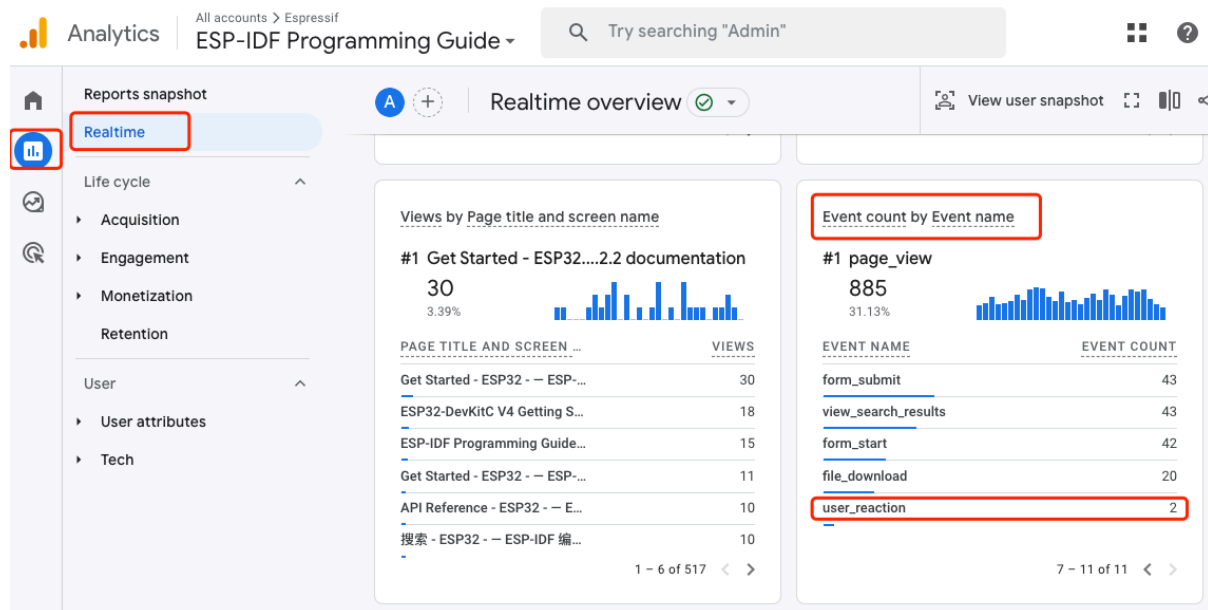 All accounts > Espressif
Analytics
ESP-IDF Programming Guide
Try searching "Admin"
Reports snapshot
Realtime
Life cycle
Acquisition
Engagement
Monetization
Retention
User
User attributes
Tech
A
Realtime overview
View user snapshot
Views by Page title and screen name
#1 Get Started - ESP32....2.2 documentation
30
3.39%
PAGE TITLE AND SCREEN ... VIEWS
Get Started - ESP32 - — ESP-... 30
ESP32-DevKitC V4 Getting S... 18
ESP-IDF Programming Guide... 15
Get Started - ESP32 - — ESP-... 11
API Reference - ESP32 - — E... 10
搜索 - ESP32 - — ESP-IDF 编... 10
1 – 6 of 517
Event count by Event name
#1 page_view
885
31.13%
EVENT NAME EVENT COUNT
form_submit 43
view_search_results 43
form_start 42
file_download 20
user_reaction 2
7 – 11 of 11